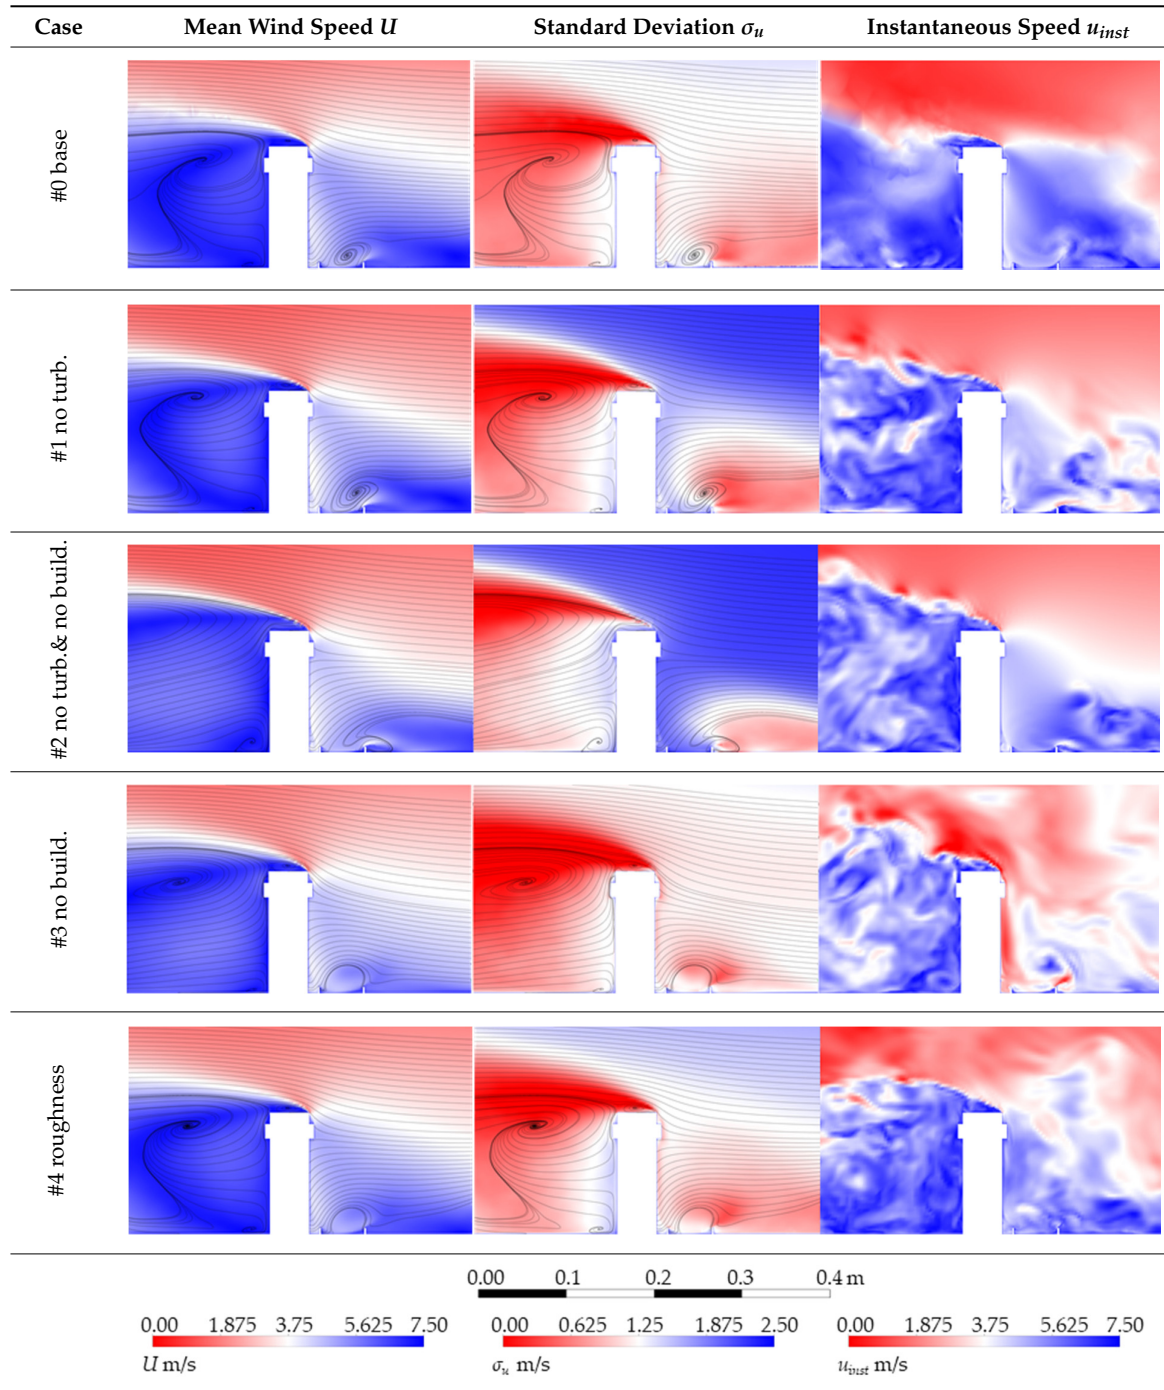 Case Mean Wind Speed U Standard Deviation σu Instantaneous Speed uinst
#0 base
#1 no turb.
#2 no turb.& no build.
#3 no build.
#4 roughness
0.00 0.1 0.2 0.3 0.4 m
0.00 1.875 3.75 5.625 7.50 0.00 0.625 1.25 1.875 2.50 0.00 1.875 3.75 5.625 7.50
U m/s σu m/s uinst m/s